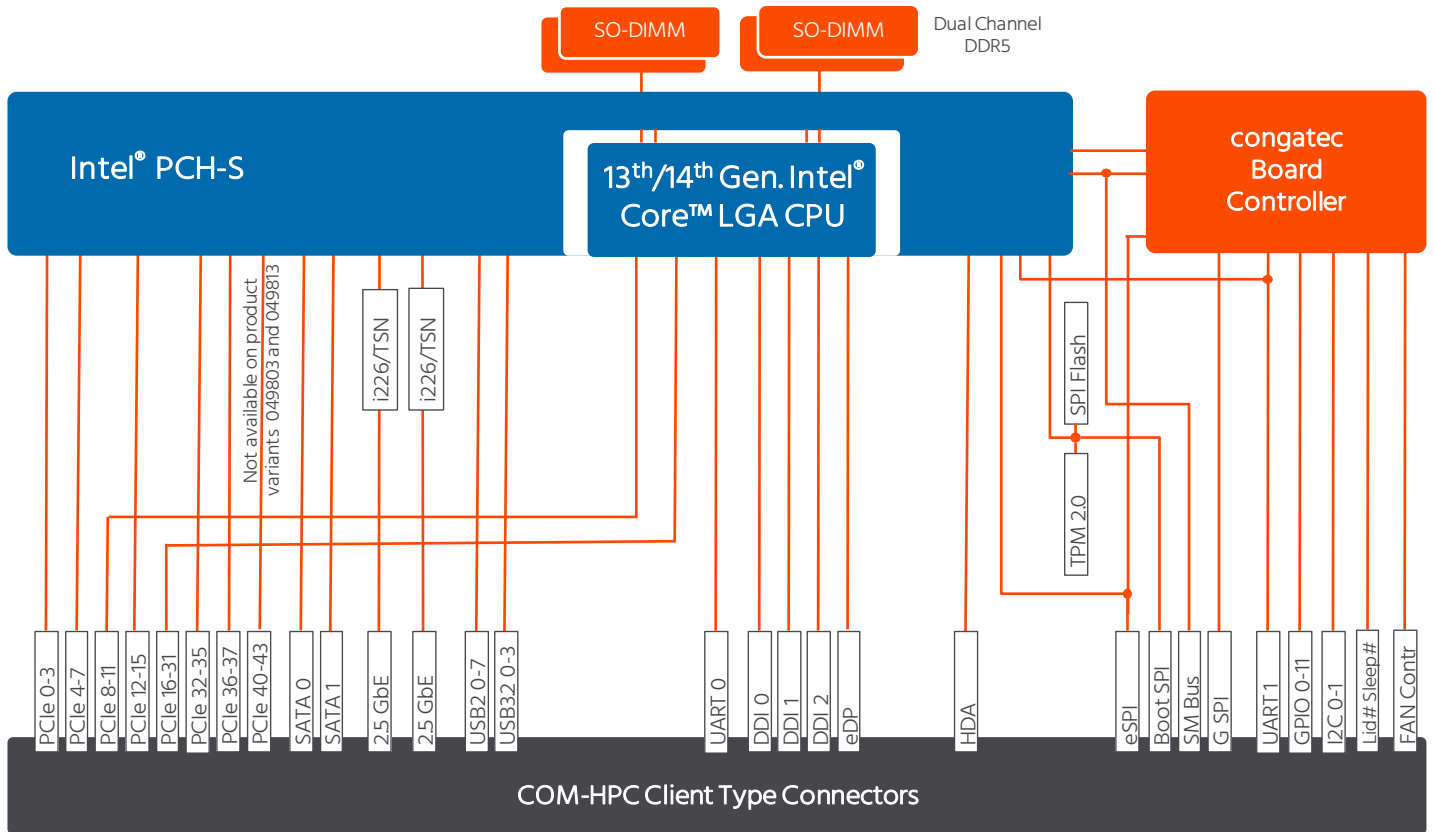 SO-DIMM
SO-DIMM
Dual Channel
DDR5
Intel® PCH-S
13th/14th Gen. Intel®
Core™ LGA CPU
congatec
Board
Controller
Not available on product
variants 049803 and 049813
i226/TSN
i226/TSN
SPI Flash
TPM 2.0
PCIe 0-3
PCIe 4-7
PCIe 8-11
PCIe 12-15
PCIe 16-31
PCIe 32-35
PCIe 36-37
PCIe 40-43
SATA 0
SATA 1
2.5 GbE
2.5 GbE
USB2 0-7
USB32 0-3
UART 0
DDI 0
DDI 1
DDI 2
eDP
HDA
eSPI
Boot SPI
SM Bus
G SPI
UART 1
GPIO 0-11
I2C 0-1
Lid# Sleep#
FAN Contr
COM-HPC Client Type Connectors